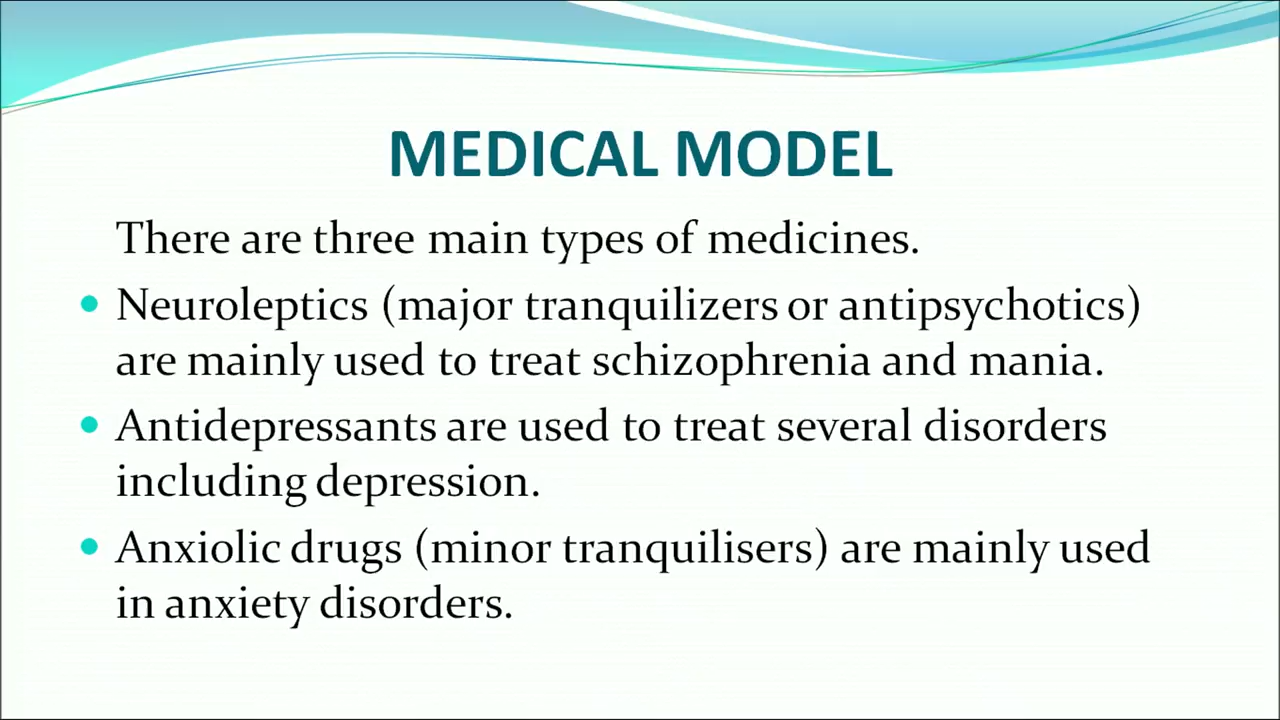 MEDICAL MODEL
There are three main types of medicines.
• Neuroleptics (major tranquilizers or antipsychotics)
are mainly used to treat schizophrenia and mania.
• Antidepressants are used to treat several disorders
including depression.
• Anxiolic drugs (minor tranquilisers) are mainly used
in anxiety disorders.